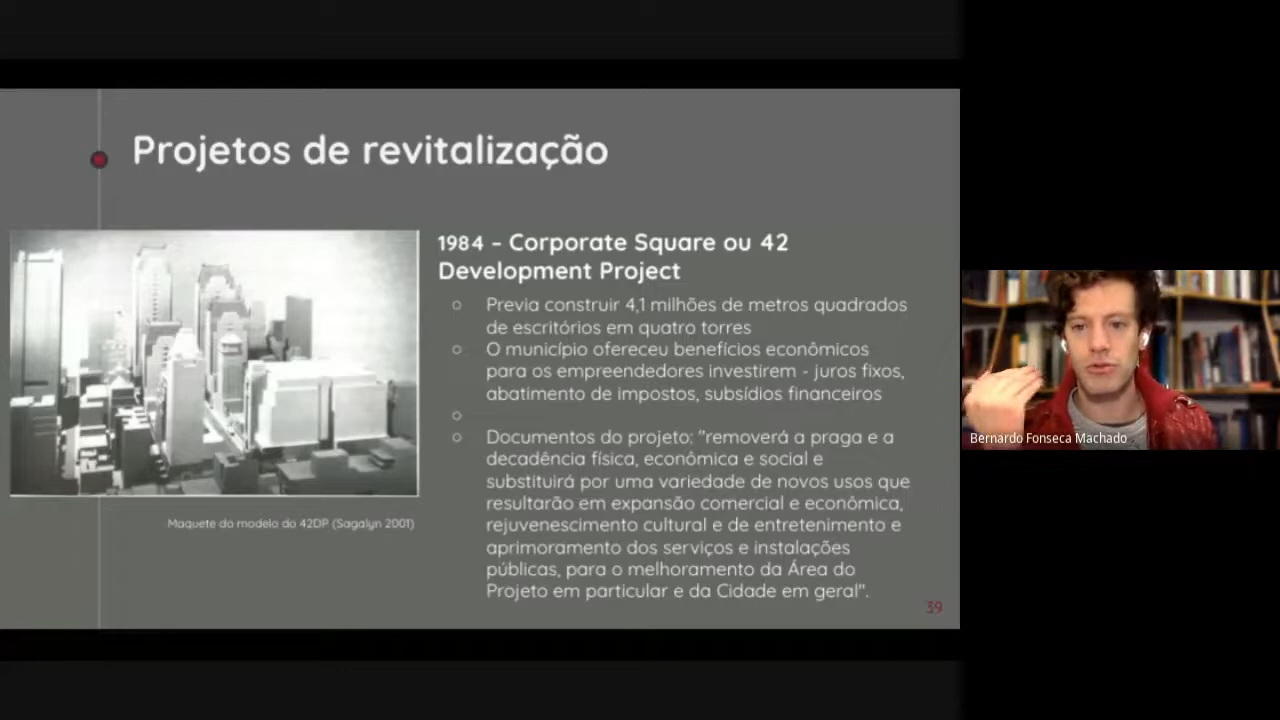 Projetos de revitalização
1984 – Corporate Square ou 42
Development Project
Previa construir 4,1 milhões de metros quadrados
de escritórios em quatro torres
O município ofereceu benefícios econômicos
para os empreendedores investirem - juros fixos,
abatimento de impostos, subsídios financeiros
Documentos do projeto: "removerá a praga e a
decadência física, econômica e social e
substituirá por uma variedade de novos usos que
resultarão em expansão comercial e econômica,
rejuvenescimento cultural e de entretenimento e
aprimoramento dos serviços e instalações
públicas, para o melhoramento da Área do
Projeto em particular e da Cidade em geral".
Maquete do modelo do 42DP (Sagalyn 2001)
39
Bernardo Fonseca Machado